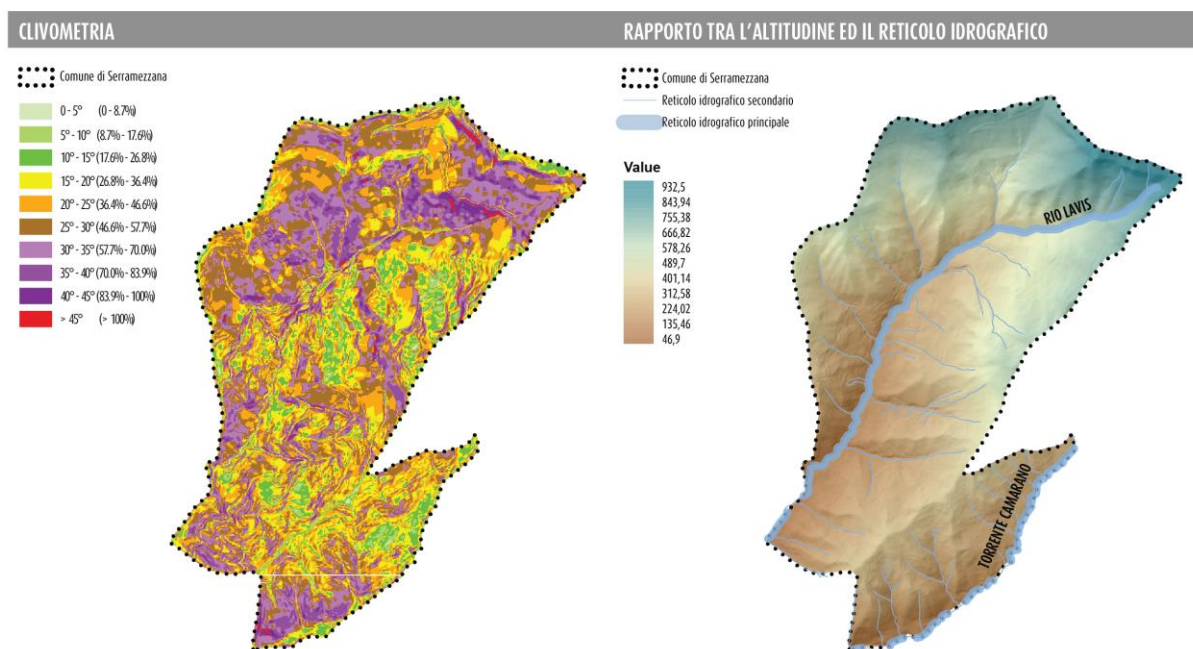 CLIVOMETRIA
Comune di Serramezzana
0 - 5° (0 - 8.7%)
5° - 10° (8.7% - 17.6%)
10° - 15° (17.6% - 26.8%)
15° - 20° (26.8% - 36.4%)
20° - 25° (36.4% - 46.6%)
25° - 30° (46.6% - 57.7%)
30° - 35° (57.7% - 70.0%)
35° - 40° (70.0% - 83.9%)
40° - 45° (83.9% - 100%)
> 45° (> 100%)
RAPPORTO TRA L'ALTITUDINE ED IL RETICOLO IDROGRAFICO
Comune di Serramezzana
Reticolo idrografico secondario
Reticolo idrografico principale
Value
932,5
843,94
755,38
666,82
578,26
489,7
401,14
312,58
224,02
135,46
46,9
RIO LAVIS
TORRENTE CAMARANO